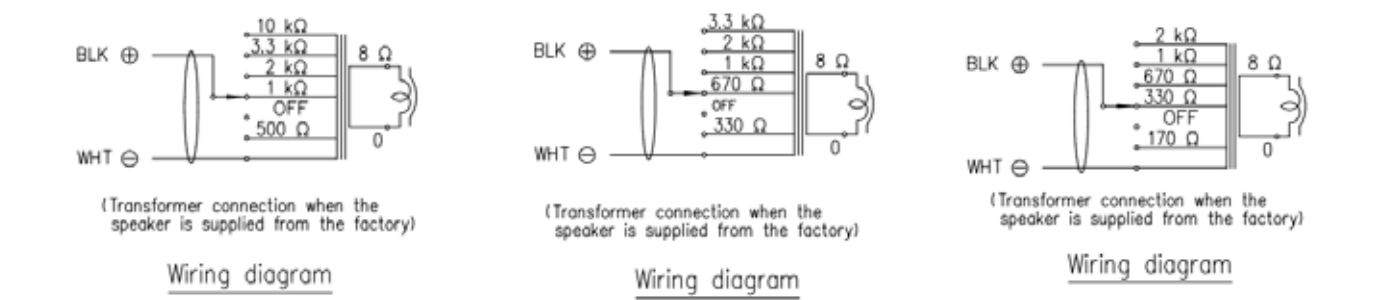 10 kΩ
3.3 kΩ
2 kΩ
1 kΩ
OFF
500 Ω
BLK ⊕
WHT ⊖
8 Ω
0
(Transformer connection when the
speaker is supplied from the factory)
Wiring diagram
3.3 kΩ
2 kΩ
1 kΩ
670 Ω
OFF
330 Ω
BLK ⊕
WHT ⊖
8 Ω
0
(Transformer connection when the
speaker is supplied from the factory)
Wiring diagram
2 kΩ
1 kΩ
670 Ω
330 Ω
OFF
170 Ω
BLK ⊕
WHT ⊖
8 Ω
0
(Transformer connection when the
speaker is supplied from the factory)
Wiring diagram